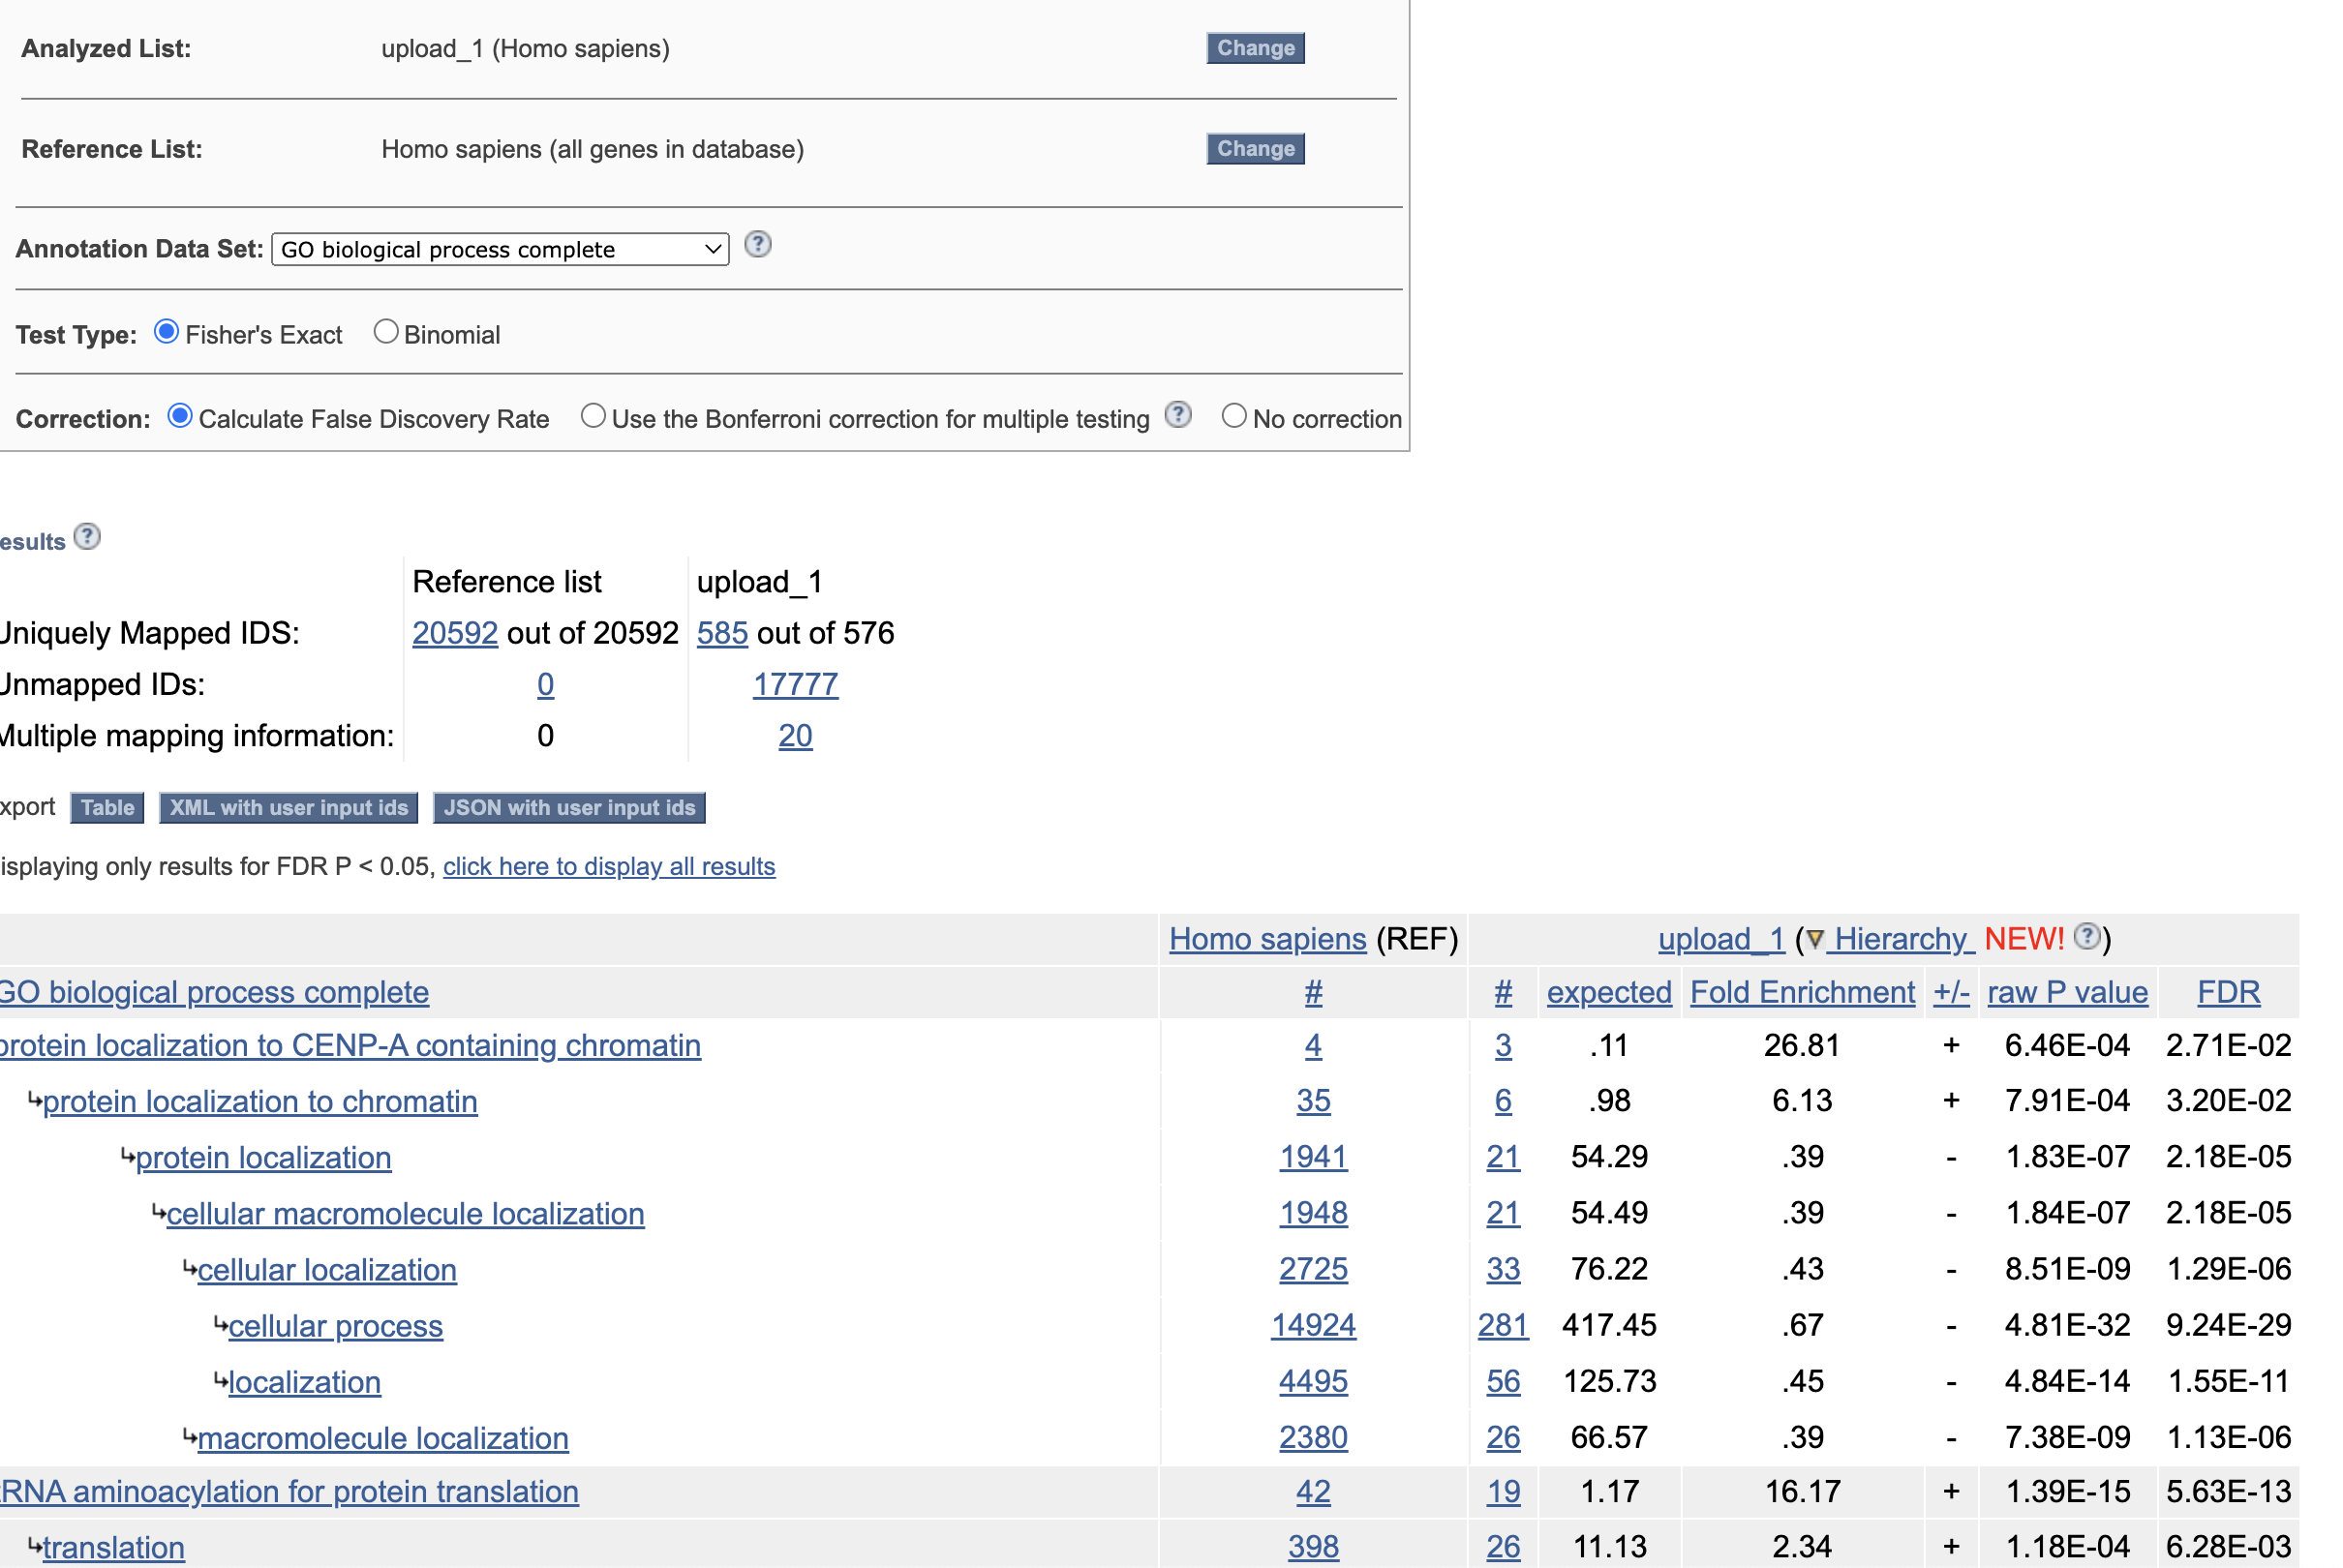 Analyzed List: upload_1 (Homo sapiens) Change
Reference List: Homo sapiens (all genes in database) Change
Annotation Data Set: GO biological process complete ?
Test Type: Fisher's Exact Binomial
Correction: Calculate False Discovery Rate Use the Bonferroni correction for multiple testing ? No correction
esults ?
Reference list upload_1
Uniquely Mapped IDS: 20592 out of 20592 585 out of 576
Unmapped IDs: 0 17777
Multiple mapping information: 0 20
xport Table XML with user input ids JSON with user input ids
isplaying only results for FDR P < 0.05, click here to display all results
Homo sapiens (REF) upload_1 (▼ Hierarchy NEW! ?)
GO biological process complete # # expected Fold Enrichment +/- raw P value FDR
protein localization to CENP-A containing chromatin 4 3 .11 26.81 + 6.46E-04 2.71E-02
↳protein localization to chromatin 35 6 .98 6.13 + 7.91E-04 3.20E-02
↳protein localization 1941 21 54.29 .39 - 1.83E-07 2.18E-05
↳cellular macromolecule localization 1948 21 54.49 .39 - 1.84E-07 2.18E-05
↳cellular localization 2725 33 76.22 .43 - 8.51E-09 1.29E-06
↳cellular process 14924 281 417.45 .67 - 4.81E-32 9.24E-29
↳localization 4495 56 125.73 .45 - 4.84E-14 1.55E-11
↳macromolecule localization 2380 26 66.57 .39 - 7.38E-09 1.13E-06
tRNA aminoacylation for protein translation 42 19 1.17 16.17 + 1.39E-15 5.63E-13
↳translation 398 26 11.13 2.34 + 1.18E-04 6.28E-03